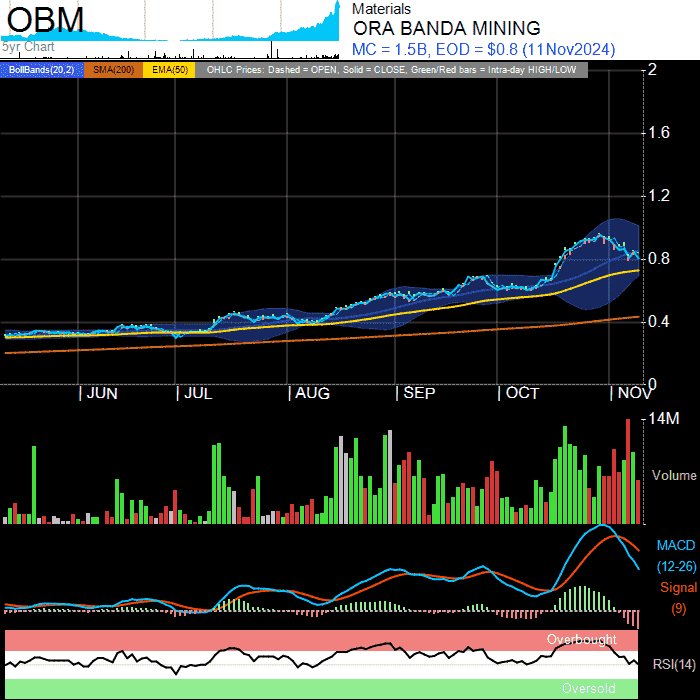 OBM
5yr Chart
Materials
ORA BANDA MINING
MC = 1.5B, EOD = $0.8 (11Nov2024)
BollBands(20,2) SMA(200) EMA(50) OHLC Prices: Dashed = OPEN, Solid = CLOSE, Green/Red bars = Intra-day HIGH/LOW
2
1.6
1.2
0.8
0.4
0
JUN JUL AUG SEP OCT NOV
14M
Volume
MACD
(12-26)
Signal
(9)
Overbought
RSI(14)
Oversold